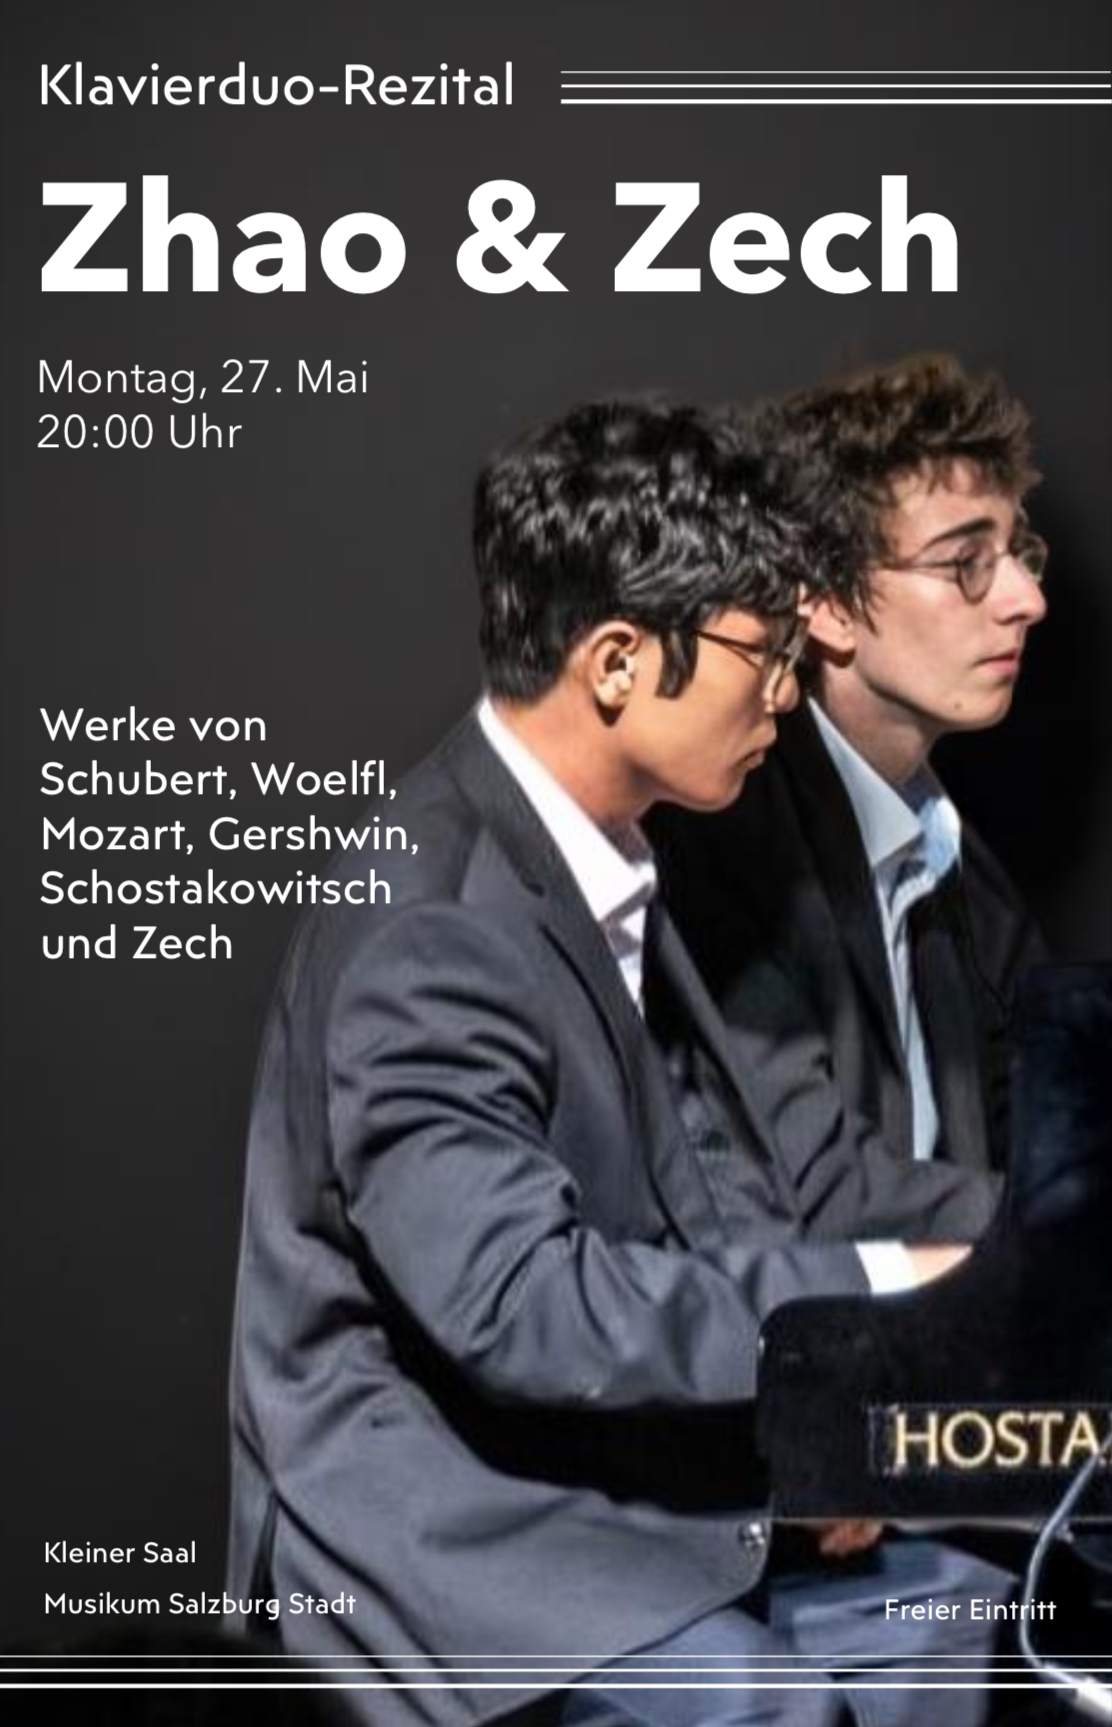 Klavierduo-Rezital
Zhao & Zech
Montag, 27. Mai
20:00 Uhr
Werke von
Schubert, Woelfl,
Mozart, Gershwin,
Schostakowitsch
und Zech
HOSTA
Kleiner Saal
Musikum Salzburg Stadt
Freier Eintritt